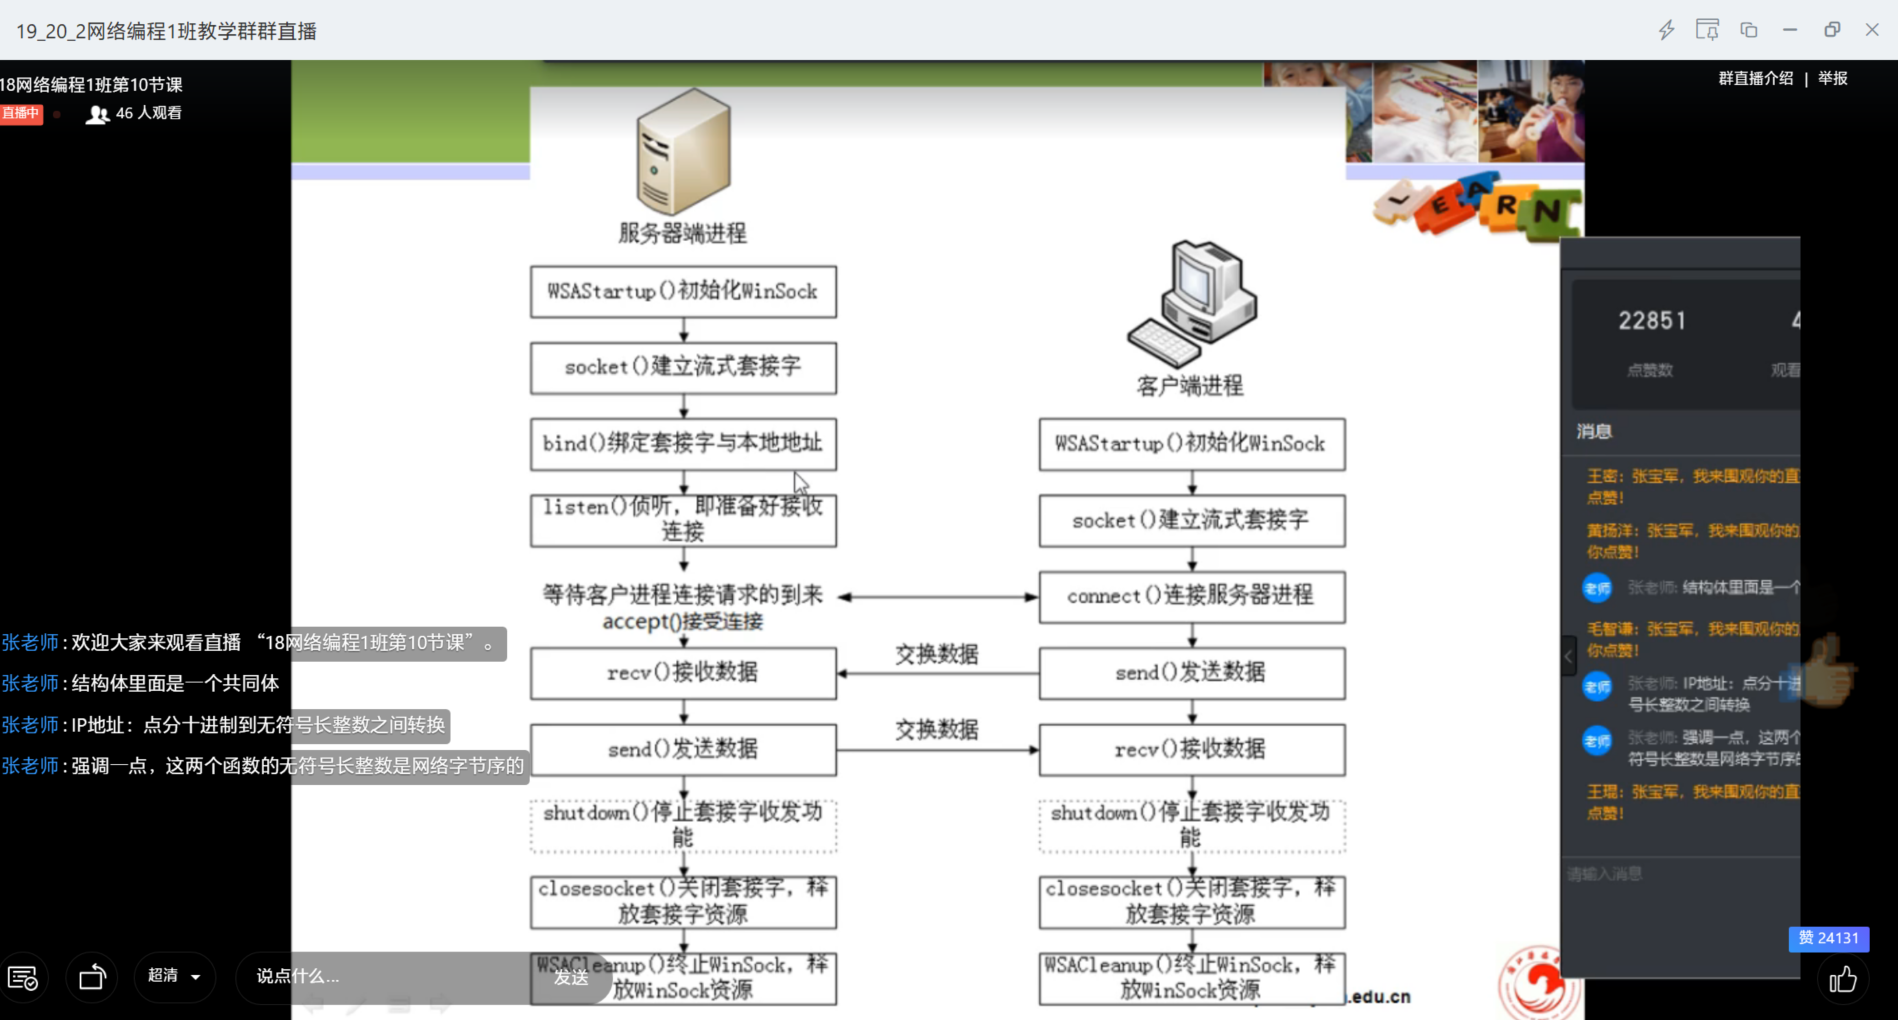 19_20_2网络编程1班教学群群直播
18网络编程1班第10节课
直播中
46 人观看
群直播介绍 | 举报
LEARN
服务器端进程
WSAStartup()初始化WinSock
socket()建立流式套接字
bind()绑定套接字与本地地址
listen()侦听，即准备好接收
连接
等待客户进程连接请求的到来
accept()接受连接
recv()接收数据
send()发送数据
shutdown()停止套接字收发功
能
closesocket()关闭套接字，释
放套接字资源
WSACleanup()终止WinSock，释
放WinSock资源
交换数据
交换数据
客户端进程
WSAStartup()初始化WinSock
socket()建立流式套接字
connect()连接服务器进程
send()发送数据
recv()接收数据
shutdown()停止套接字收发功
能
closesocket()关闭套接字，释
放套接字资源
WSACleanup()终止WinSock，释
放WinSock资源
.edu.cn
张老师：欢迎大家来观看直播 “18网络编程1班第10节课”。
张老师：结构体里面是一个共同体
张老师：IP地址：点分十进制到无符号长整数之间转换
张老师：强调一点，这两个函数的无符号长整数是网络字节序的
超清
说点什么...
发送
22851
点赞数
观看
消息
王密：张宝军，我来围观你的直
点赞！
黄扬洋：张宝军，我来围观你的
你点赞！
老师
张老师：结构体里面是一个
毛智谦：张宝军，我来围观你的
你点赞！
老师
张老师：IP地址：点分十进
号长整数之间转换
老师
张老师：强调一点，这两个
符号长整数是网络字节序的
王琨：张宝军，我来围观你的直
点赞！
请输入消息
赞 24131